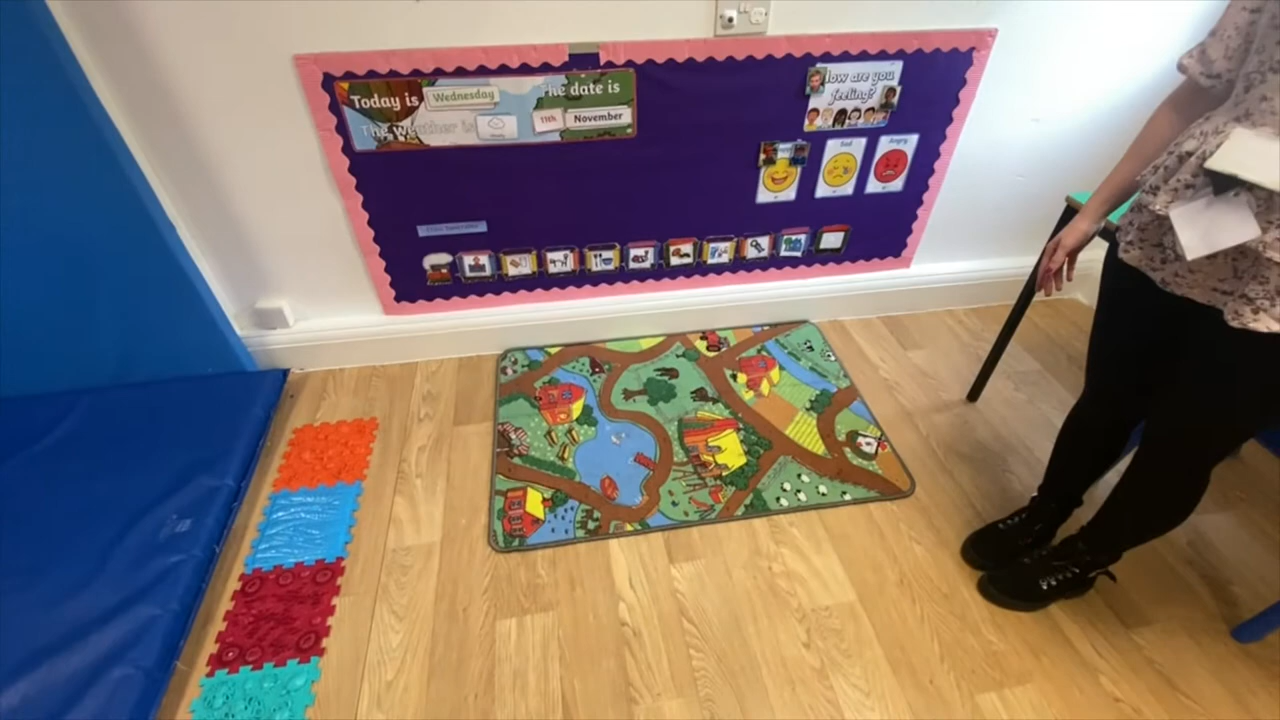 Today is Wednesday
The date is
The weather is
11th November
How are you
feeling?
Sad
Angry